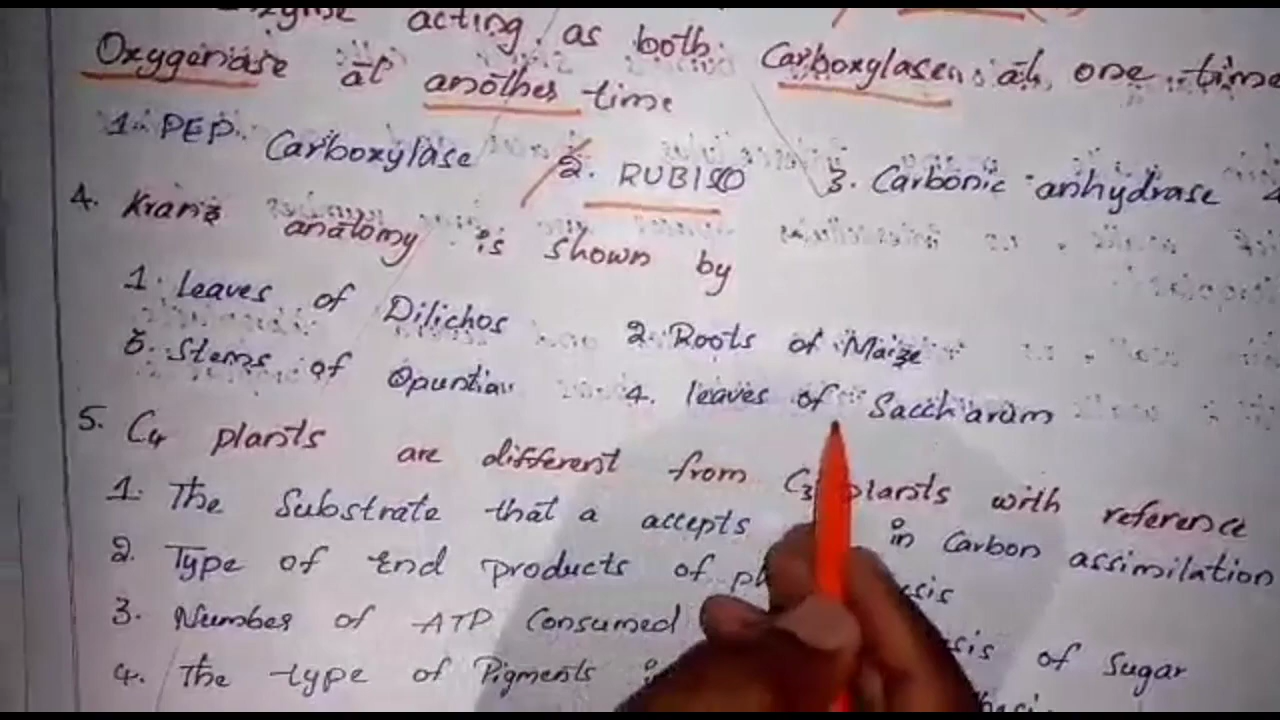 acting as both Carboxylase at one time
Oxygenase at another time
1. PEP Carboxylase 2. RUBISCO 3. Carbonic anhydrase
4. Kranz anatomy is shown by
1. leaves of Dilichos 2. Roots of Maize
3. Stems of Opuntia 4. leaves of Saccharum
5. C4 plants are different from C3 plants with reference
1. The Substrate that a accepts in Carbon assimilation
2. Type of End products of
3. Number of ATP Consumed of Sugar
4. The type of Pigments